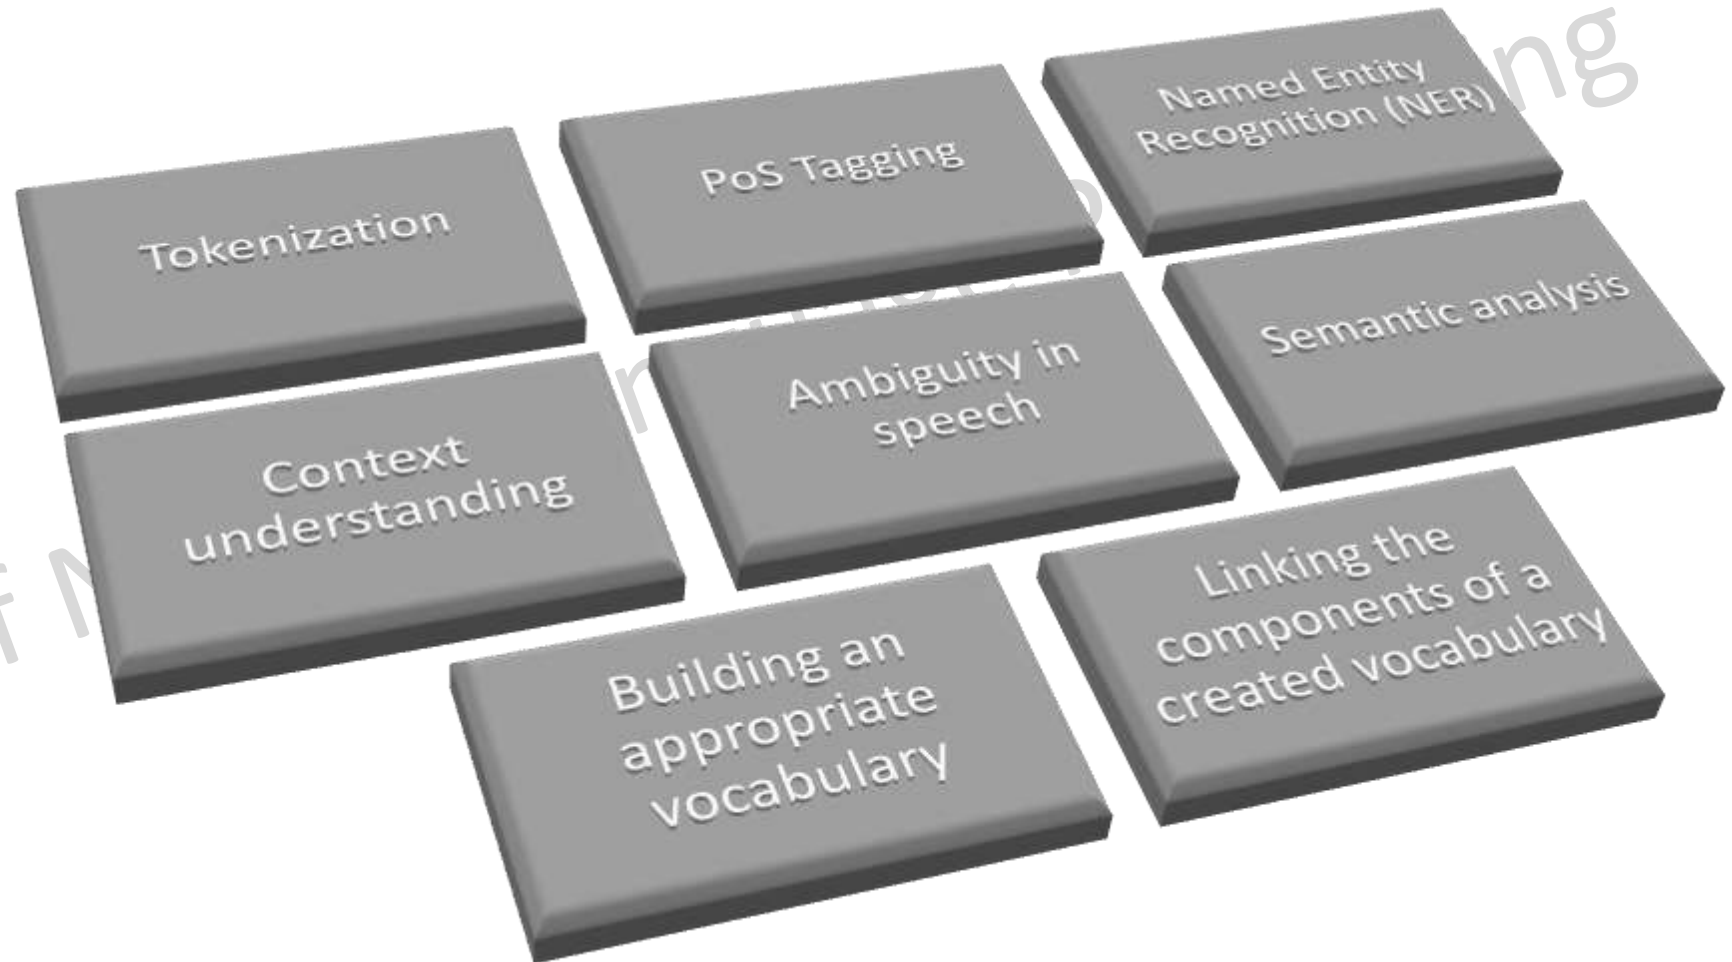 Tokenization
PoS Tagging
Named Entity
Recognition (NER)
Context
understanding
Ambiguity in
speech
Semantic analysis
Building an
appropriate
vocabulary
Linking the
components of a
created vocabulary